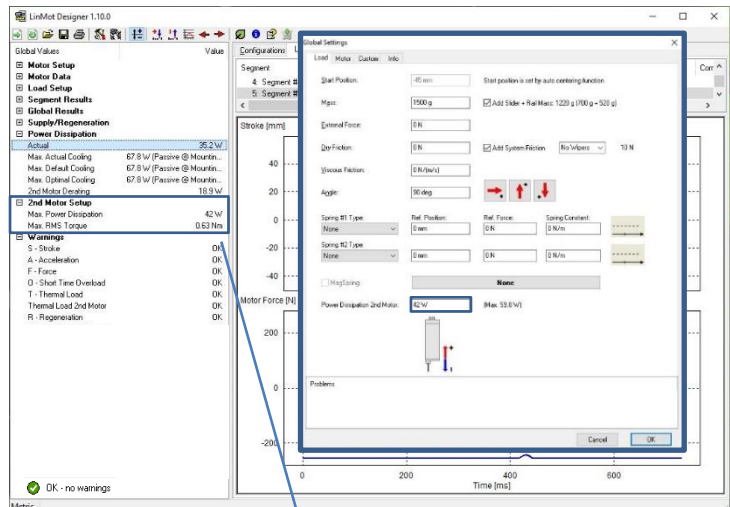 LinMot Designer 1.10.0
Global Values Value
Motor Setup
Motor Data
Load Setup
Segment Results
Global Results
Supply/Regeneration
Power Dissipation
Actual 35.2 W
Max. Actual Cooling 67.8 W (Passive @ Mountin...
Max. Default Cooling 67.8 W (Passive @ Mountin...
Max. Optimal Cooling 67.8 W (Passive @ Mountin...
2nd Motor Derating 18.9 W
2nd Motor Setup
Max. Power Dissipation 42 W
Max. RMS Torque 0.63 Nm
Warnings
S - Stroke OK
A - Acceleration OK
F - Force OK
O - Short Time Overload OK
T - Thermal Load OK
Thermal Load 2nd Motor OK
R - Regeneration OK
OK - no warnings
Configurations
Segment
4: Segment #
5: Segment #
Com
Stroke [mm]
40
20
0
-20
-40
Motor Force [N]
200
0
-200
0 200 400 600
Time [ms]
Global Settings
Load Motor Custom Info
Start Position: -45 mm Start position is set by auto centering function
Mass: 1500 g Add Slider + Rail Mass: 1220 g (700 g + 520 g)
External Force: 0 N
Dry Friction: 0 N Add System Friction No Wipers 10 N
Viscous Friction: 0 N/(m/s)
Angle: 90 deg
Spring #1 Type Ref. Position: Ref. Force: Spring Constant:
None 0 mm 0 N 0 N/m
Spring #2 Type
None 0 mm 0 N 0 N/m
MagSpring: None
Power Dissipation 2nd Motor: 42 W (Max: 59.8 W)
Problems
Cancel OK